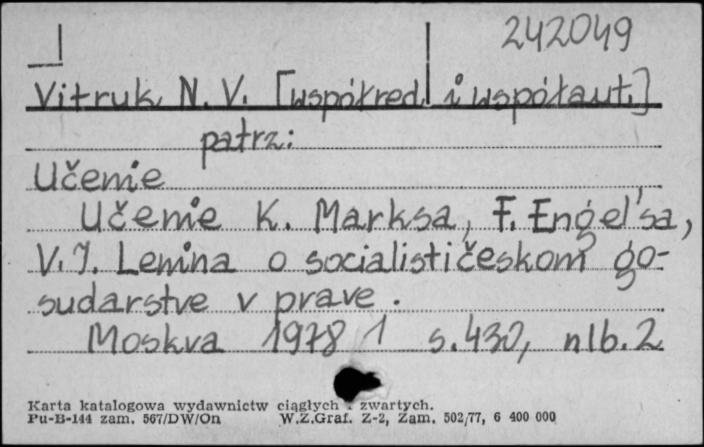 242049
Vitruk N. V. [współred. i współaut.]
patrz:
Učenie
Učenie K. Marksa, F. Engel'sa,
V. I. Lenina o socialističeskom go-
sudarstve v prave.
Moskva 1978 1 s. 430, nlb. 2
Karta katalogowa wydawnictw ciągłych i zwartych.
Pu-B-144 zam. 567/DW/On W.Z.Graf. Z-2, Zam. 502/77, 6 400 000